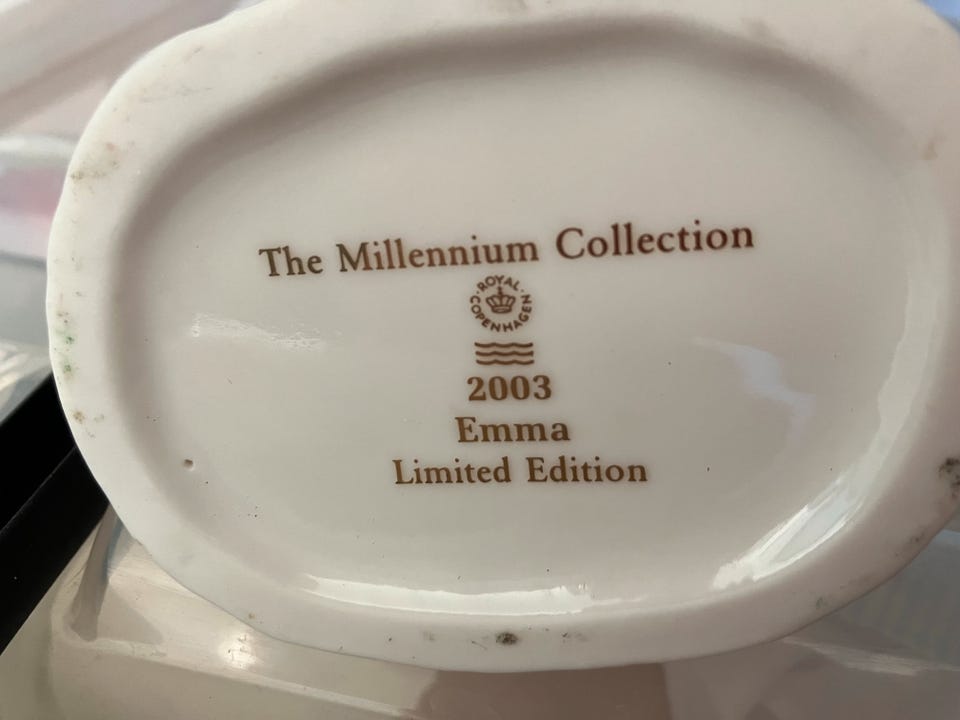 The Millennium Collection
ROYAL
COPENHAGEN
2003
Emma
Limited Edition